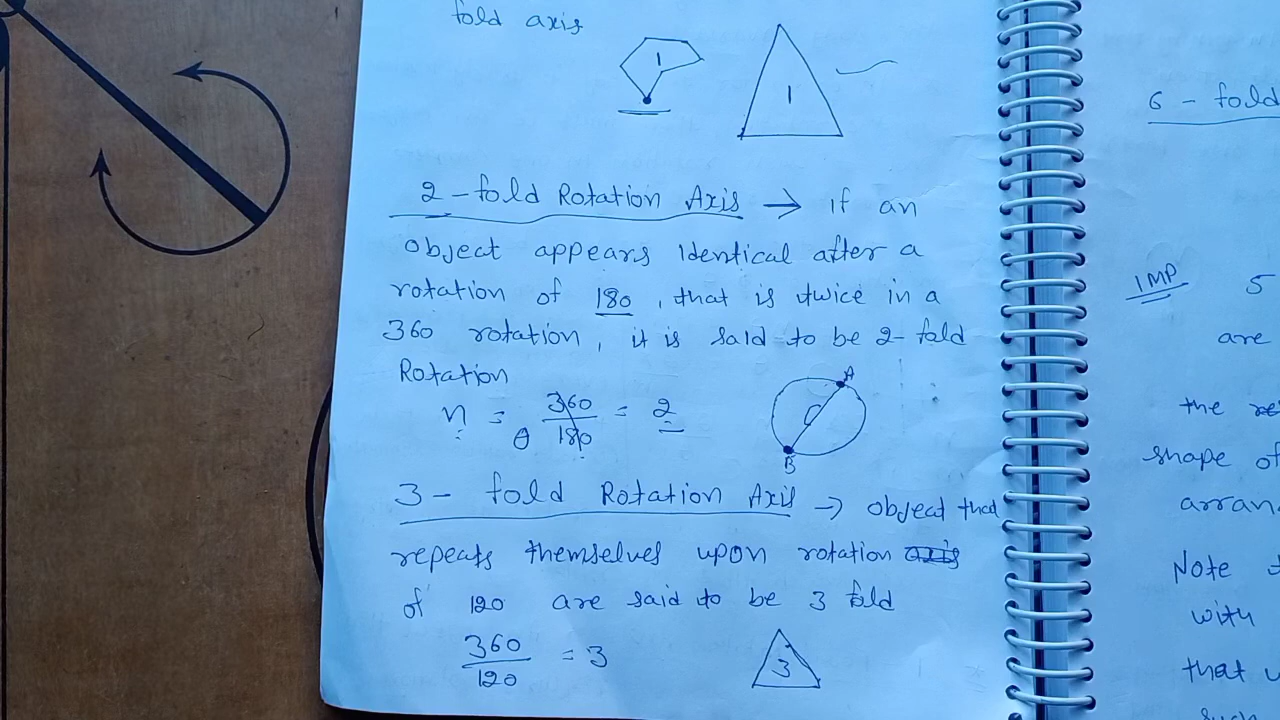 fold axis
1
1
2-fold Rotation Axis → if an
object appears identical after a
rotation of 180, that is twice in a
360 rotation, it is said to be 2-fold
Rotation
n = 360/180 = 2
θ
A
B
3- fold Rotation Axis → object that
repeats themselves upon rotation
of 120 are said to be 3 fold
360/120 = 3
3
6 - fold
IMP 5
are
the
shape of
arran
Note
with
that